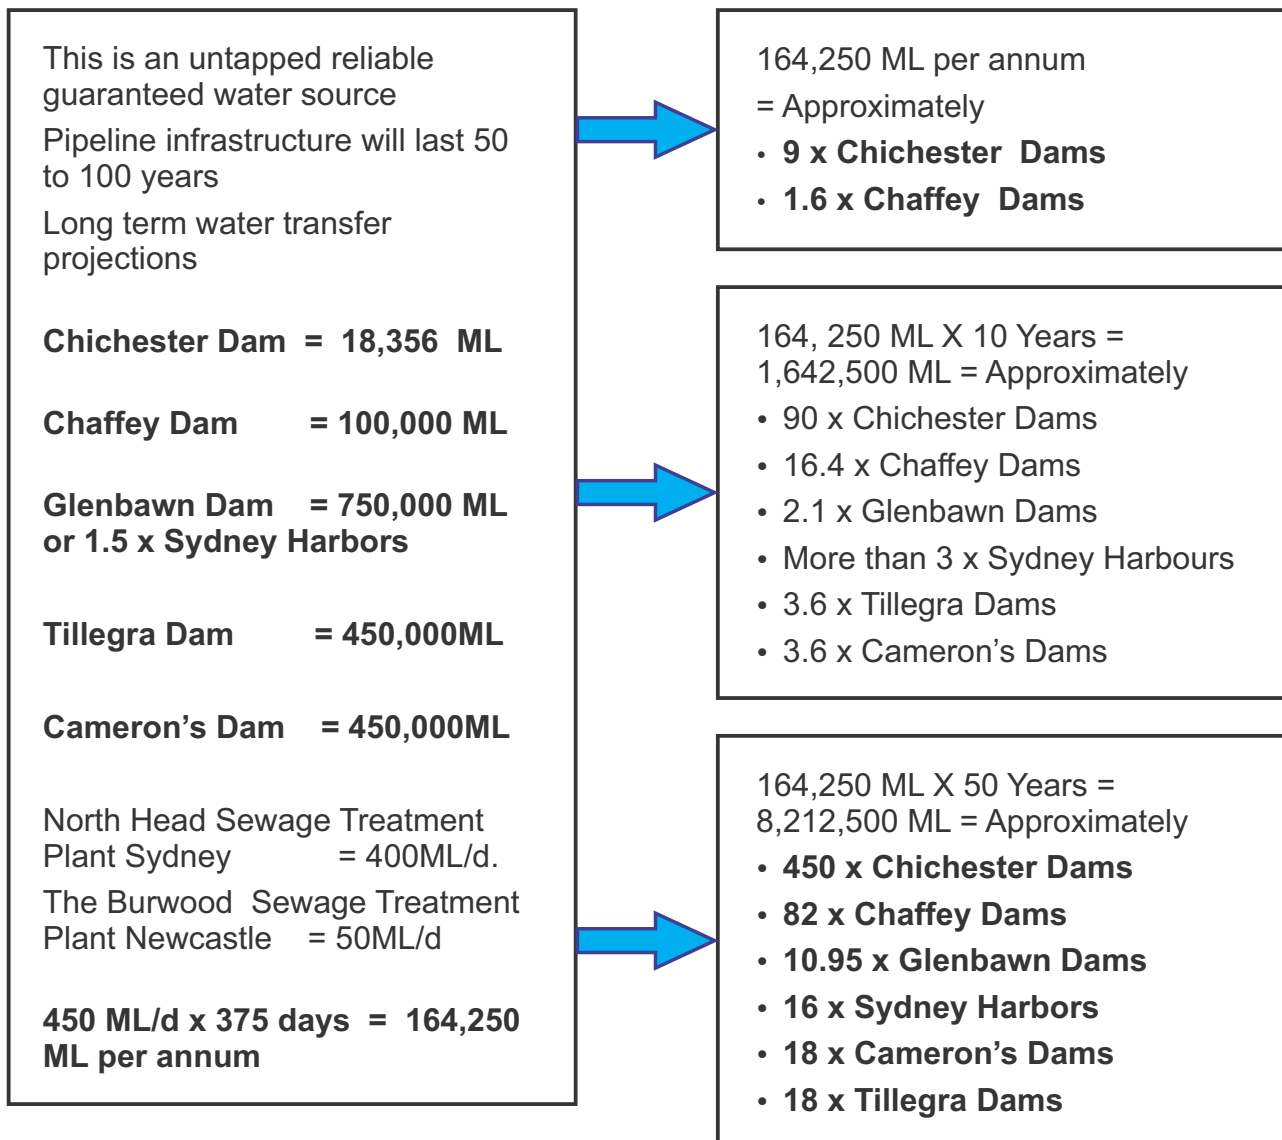 This is an untapped reliable
guaranteed water source
Pipeline infrastructure will last 50
to 100 years
Long term water transfer
projections
Chichester Dam = 18,356 ML
Chaffey Dam = 100,000 ML
Glenbawn Dam = 750,000 ML
or 1.5 x Sydney Harbors
Tillegra Dam = 450,000ML
Cameron’s Dam = 450,000ML
North Head Sewage Treatment
Plant Sydney = 400ML/d.
The Burwood Sewage Treatment
Plant Newcastle = 50ML/d
450 ML/d x 375 days = 164,250
ML per annum
164,250 ML per annum
= Approximately
• 9 x Chichester Dams
• 1.6 x Chaffey Dams
164, 250 ML X 10 Years =
1,642,500 ML = Approximately
• 90 x Chichester Dams
• 16.4 x Chaffey Dams
• 2.1 x Glenbawn Dams
• More than 3 x Sydney Harbours
• 3.6 x Tillegra Dams
• 3.6 x Cameron’s Dams
164,250 ML X 50 Years =
8,212,500 ML = Approximately
• 450 x Chichester Dams
• 82 x Chaffey Dams
• 10.95 x Glenbawn Dams
• 16 x Sydney Harbors
• 18 x Cameron’s Dams
• 18 x Tillegra Dams